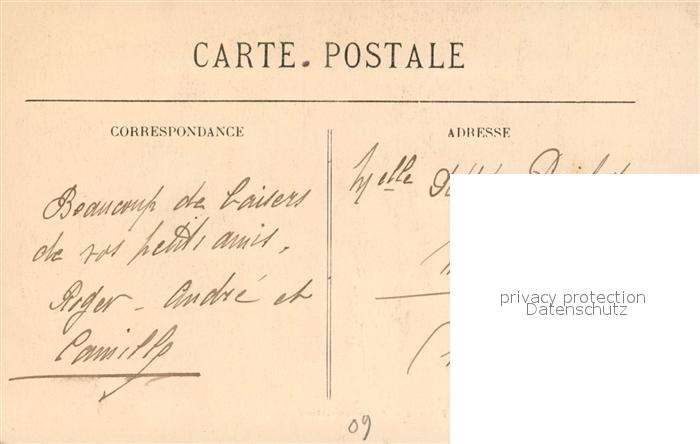 CARTE POSTALE
CORRESPONDANCE
ADRESSE
Beaucoup de baisers
de vos petits amis,
Roger - André et
Camille
Melle
privacy protection
Datenschutz
09